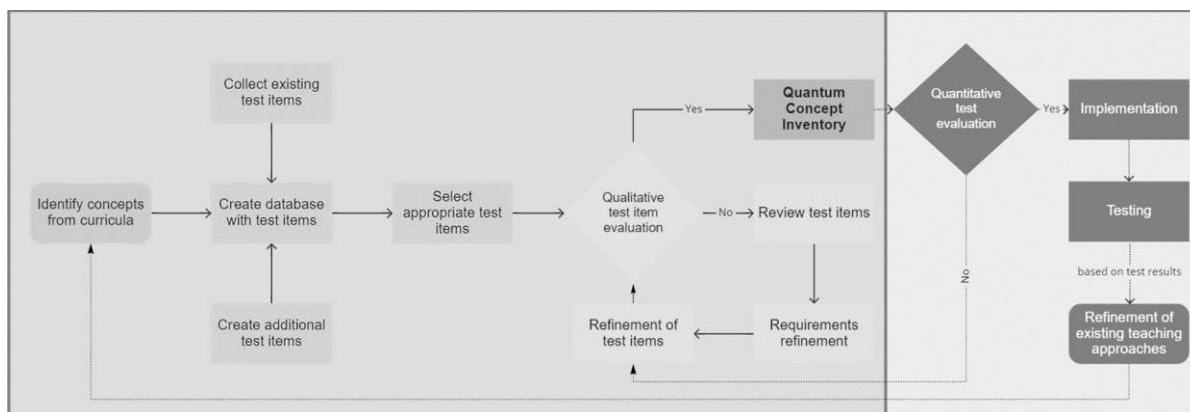 Collect existing
test items
Identify concepts
from curricula
Create database
with test items
Create additional
test items
Select
appropriate test
items
Qualitative
test item
evaluation
Yes
No
Quantum
Concept
Inventory
Review test items
Requirements
refinement
Refinement of
test items
Quantitative
test
evaluation
Yes
No
Implementation
Testing
based on test results
Refinement of
existing teaching
approaches